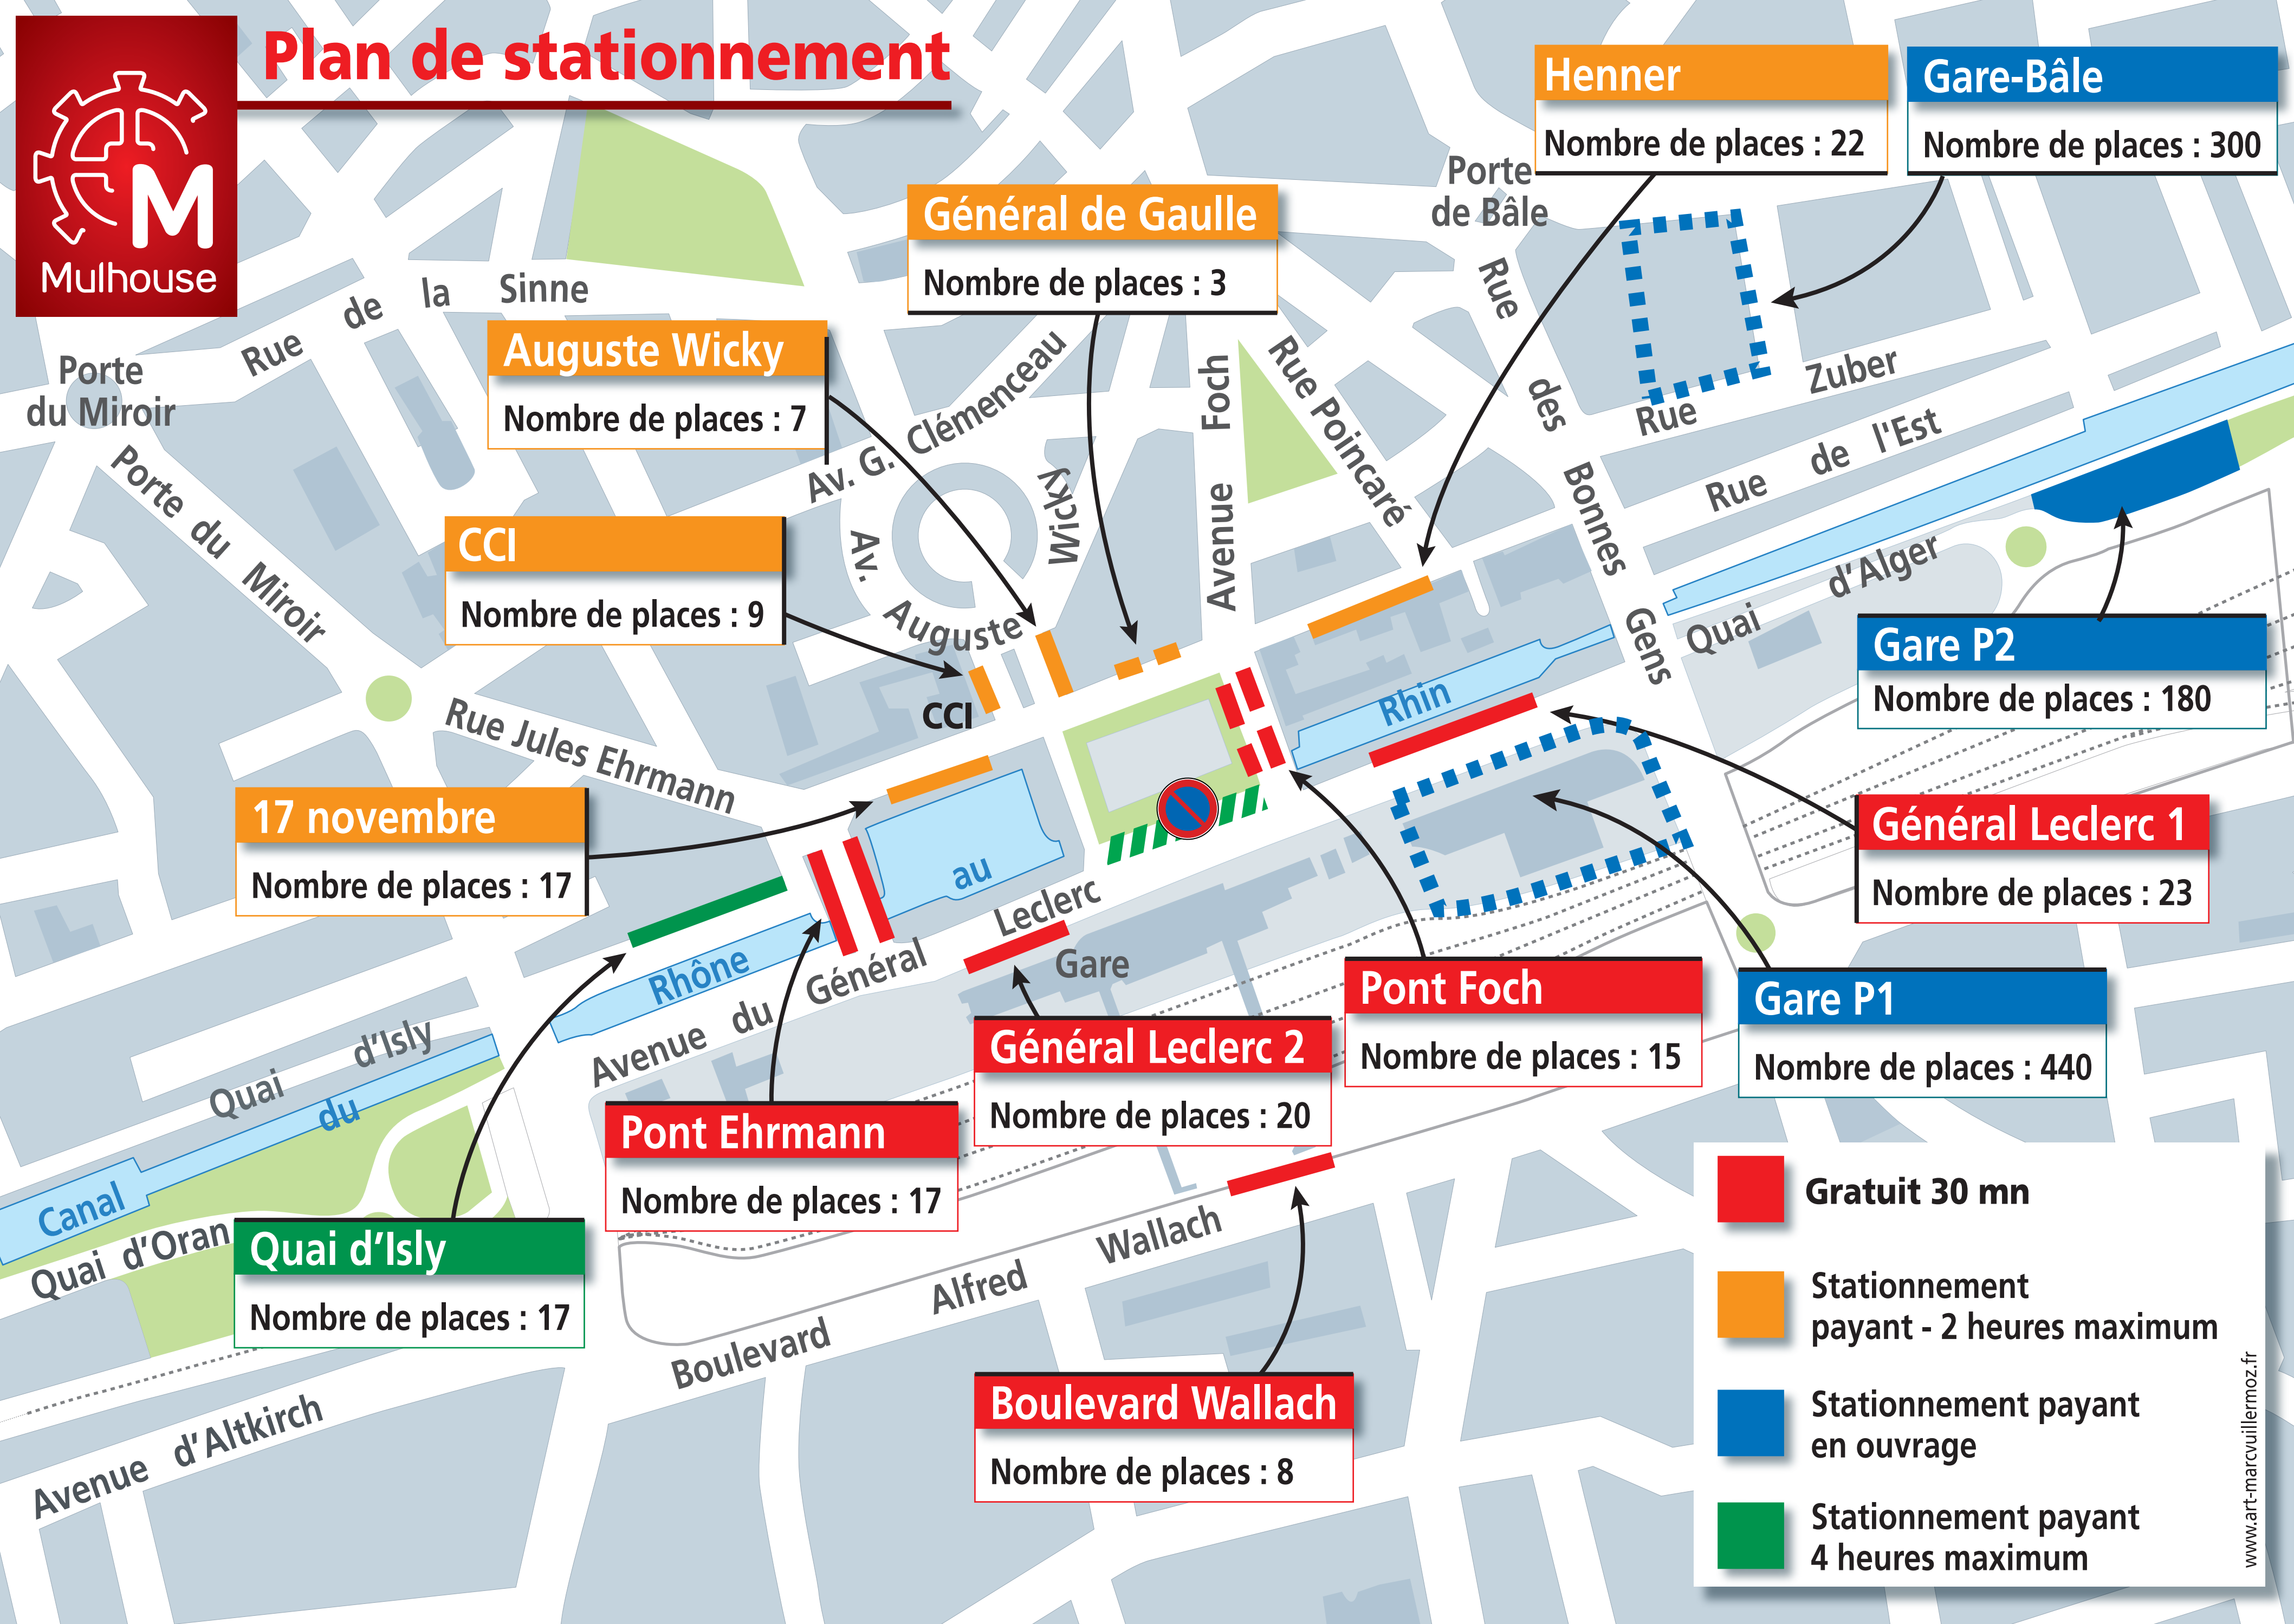 Plan de stationnement
M
Mulhouse
Henner
Nombre de places : 22
Gare-Bâle
Nombre de places : 300
Porte
de Bâle
Général de Gaulle
Nombre de places : 3
Rue de la Sinne
Auguste Wicky
Nombre de places : 7
Porte
du Miroir
Porte du Miroir
Av. G. Clémenceau
Avenue Foch
Rue Poincaré
Rue des Bonnes Gens
Rue Zuber
Rue de l'Est
Quai d'Alger
Av. Auguste Wicky
CCI
Nombre de places : 9
CCI
Gare P2
Nombre de places : 180
Rue Jules Ehrmann
17 novembre
Nombre de places : 17
Général Leclerc 1
Nombre de places : 23
Canal du Rhône au Rhin
Avenue du Général Leclerc
Gare
Pont Foch
Nombre de places : 15
Gare P1
Nombre de places : 440
Général Leclerc 2
Nombre de places : 20
Pont Ehrmann
Nombre de places : 17
Quai d'Isly
Quai d'Oran
Quai d'Isly
Nombre de places : 17
Boulevard Alfred Wallach
Boulevard Wallach
Nombre de places : 8
Avenue d'Altkirch
Gratuit 30 mn
Stationnement
payant - 2 heures maximum
Stationnement payant
en ouvrage
Stationnement payant
4 heures maximum
www.art-marcvuillermoz.fr